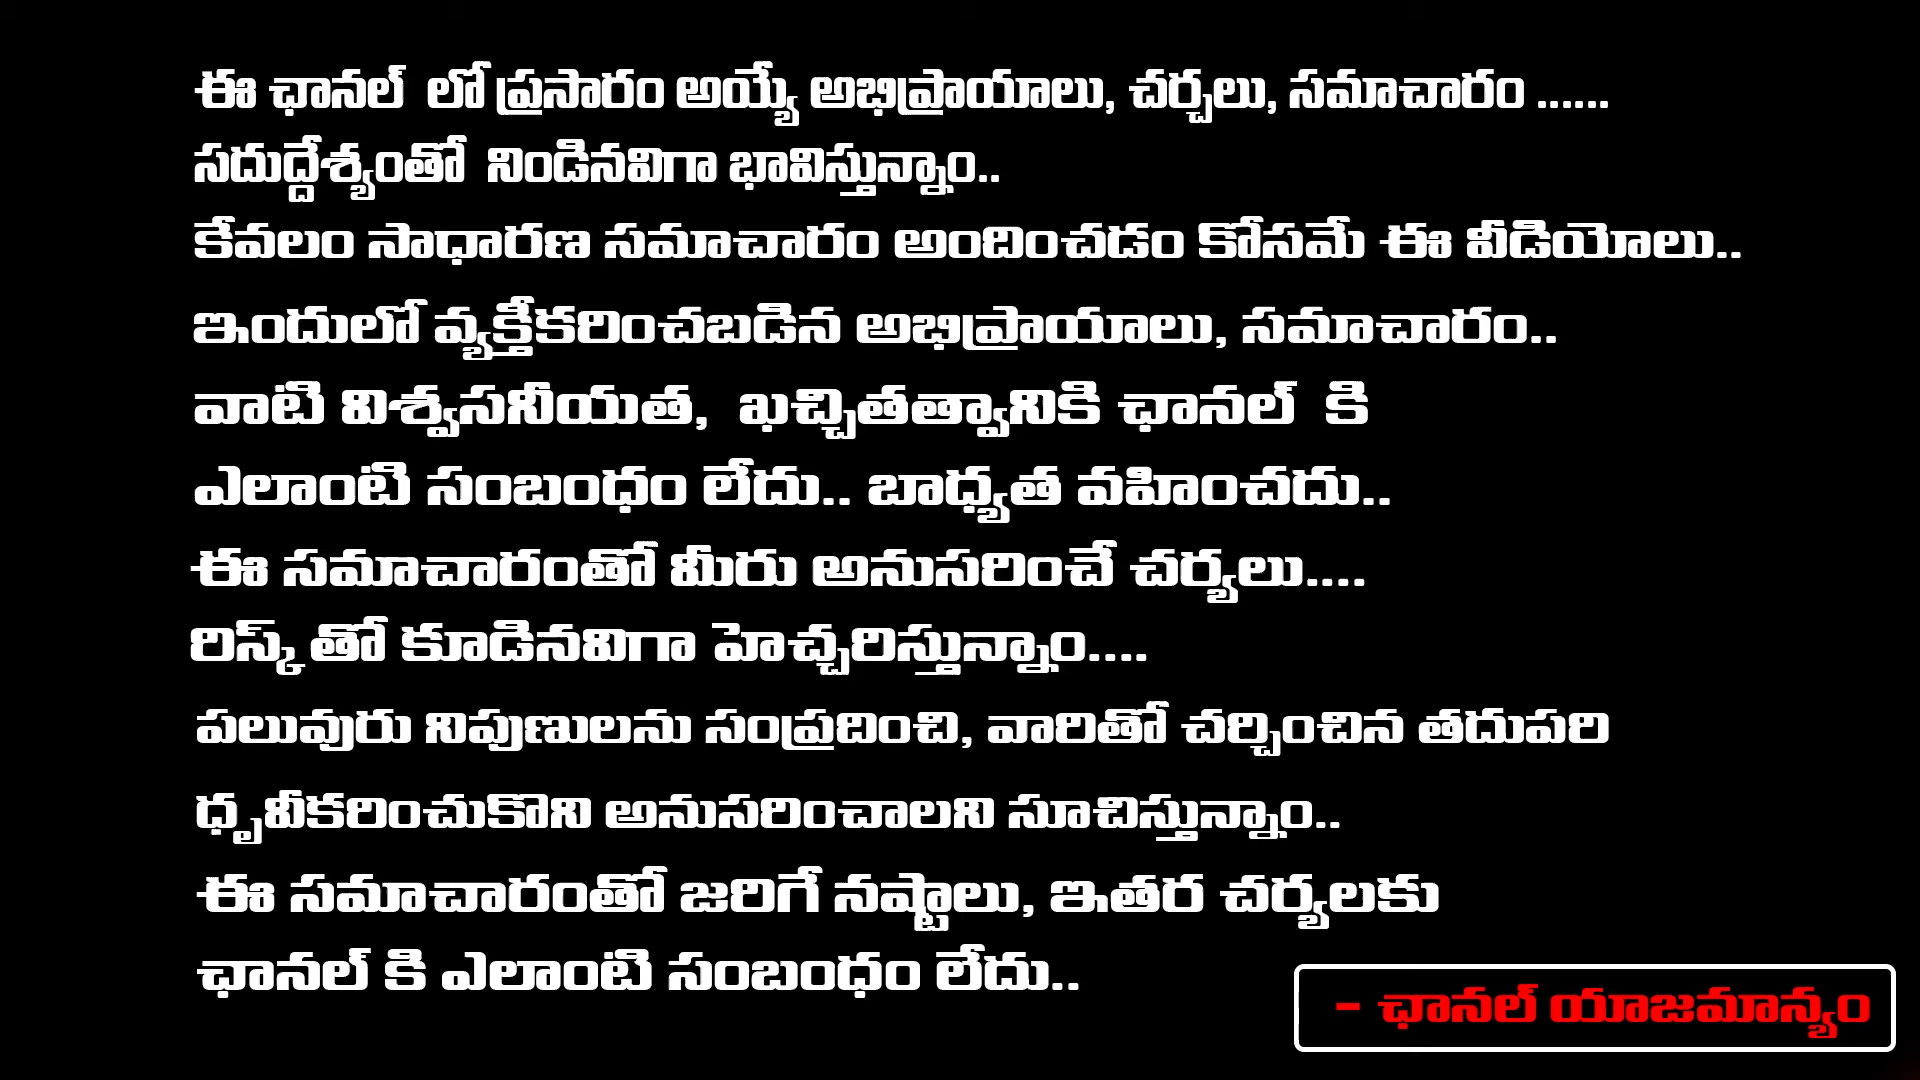 ఈ ఛానల్ లో ప్రసారం అయ్యే అభిప్రాయాలు, చర్చలు, సమాచారం ......
సదుద్దేశ్యంతో నిండినవిగా భావిస్తున్నాం..
కేవలం సాధారణ సమాచారం అందించడం కోసమే ఈ వీడియోలు..
ఇందులో వ్యక్తీకరించబడిన అభిప్రాయాలు, సమాచారం..
వాటి విశ్వసనీయత, ఖచ్చితత్వానికి ఛానల్ కి
ఎలాంటి సంబంధం లేదు.. బాధ్యత వహించదు..
ఈ సమాచారంతో మీరు అనుసరించే చర్యలు....
రిస్క్ తో కూడినవిగా హెచ్చరిస్తున్నాం....
పలువురు నిపుణులను సంప్రదించి, వారితో చర్చించిన తదుపరి
ధృవీకరించుకొని అనుసరించాలని సూచిస్తున్నాం..
ఈ సమాచారంతో జరిగే నష్టాలు, ఇతర చర్యలకు
ఛానల్ కి ఎలాంటి సంబంధం లేదు..
- ఛానల్ యాజమాన్యం